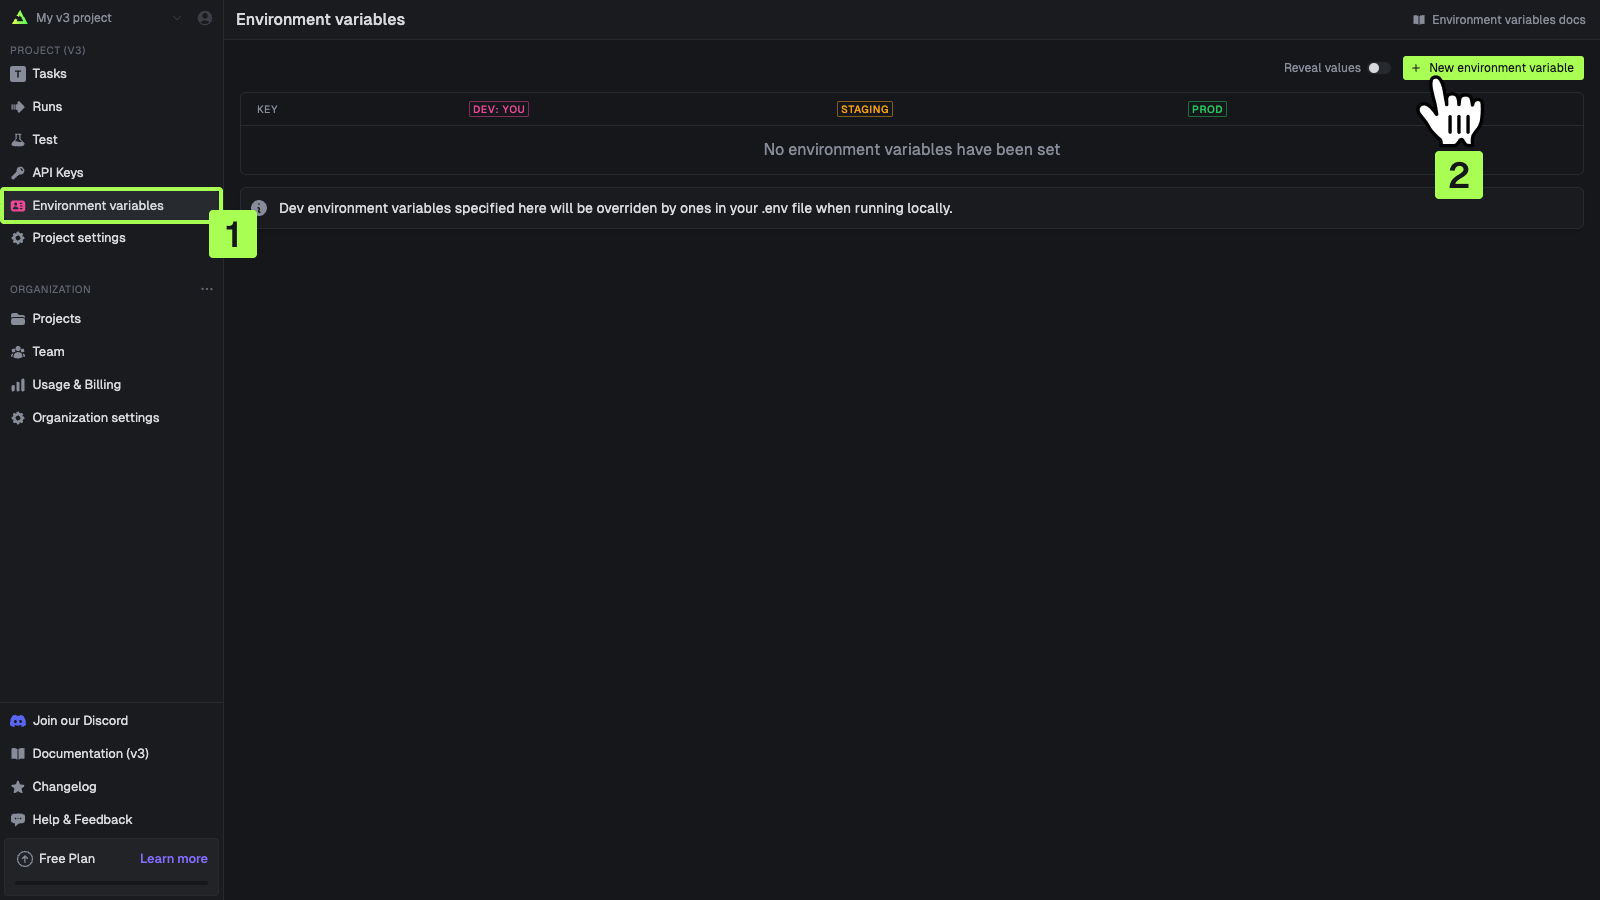 My v3 project
PROJECT (V3)
T
Tasks
Runs
Test
API Keys
Environment variables
1
Project settings
ORGANIZATION
Projects
Team
Usage & Billing
Organization settings
Join our Discord
Documentation (v3)
Changelog
Help & Feedback
Free Plan
Learn more
Environment variables
Environment variables docs
Reveal values
+ New environment variable
2
KEY
DEV: YOU
STAGING
PROD
No environment variables have been set
Dev environment variables specified here will be overriden by ones in your .env file when running locally.